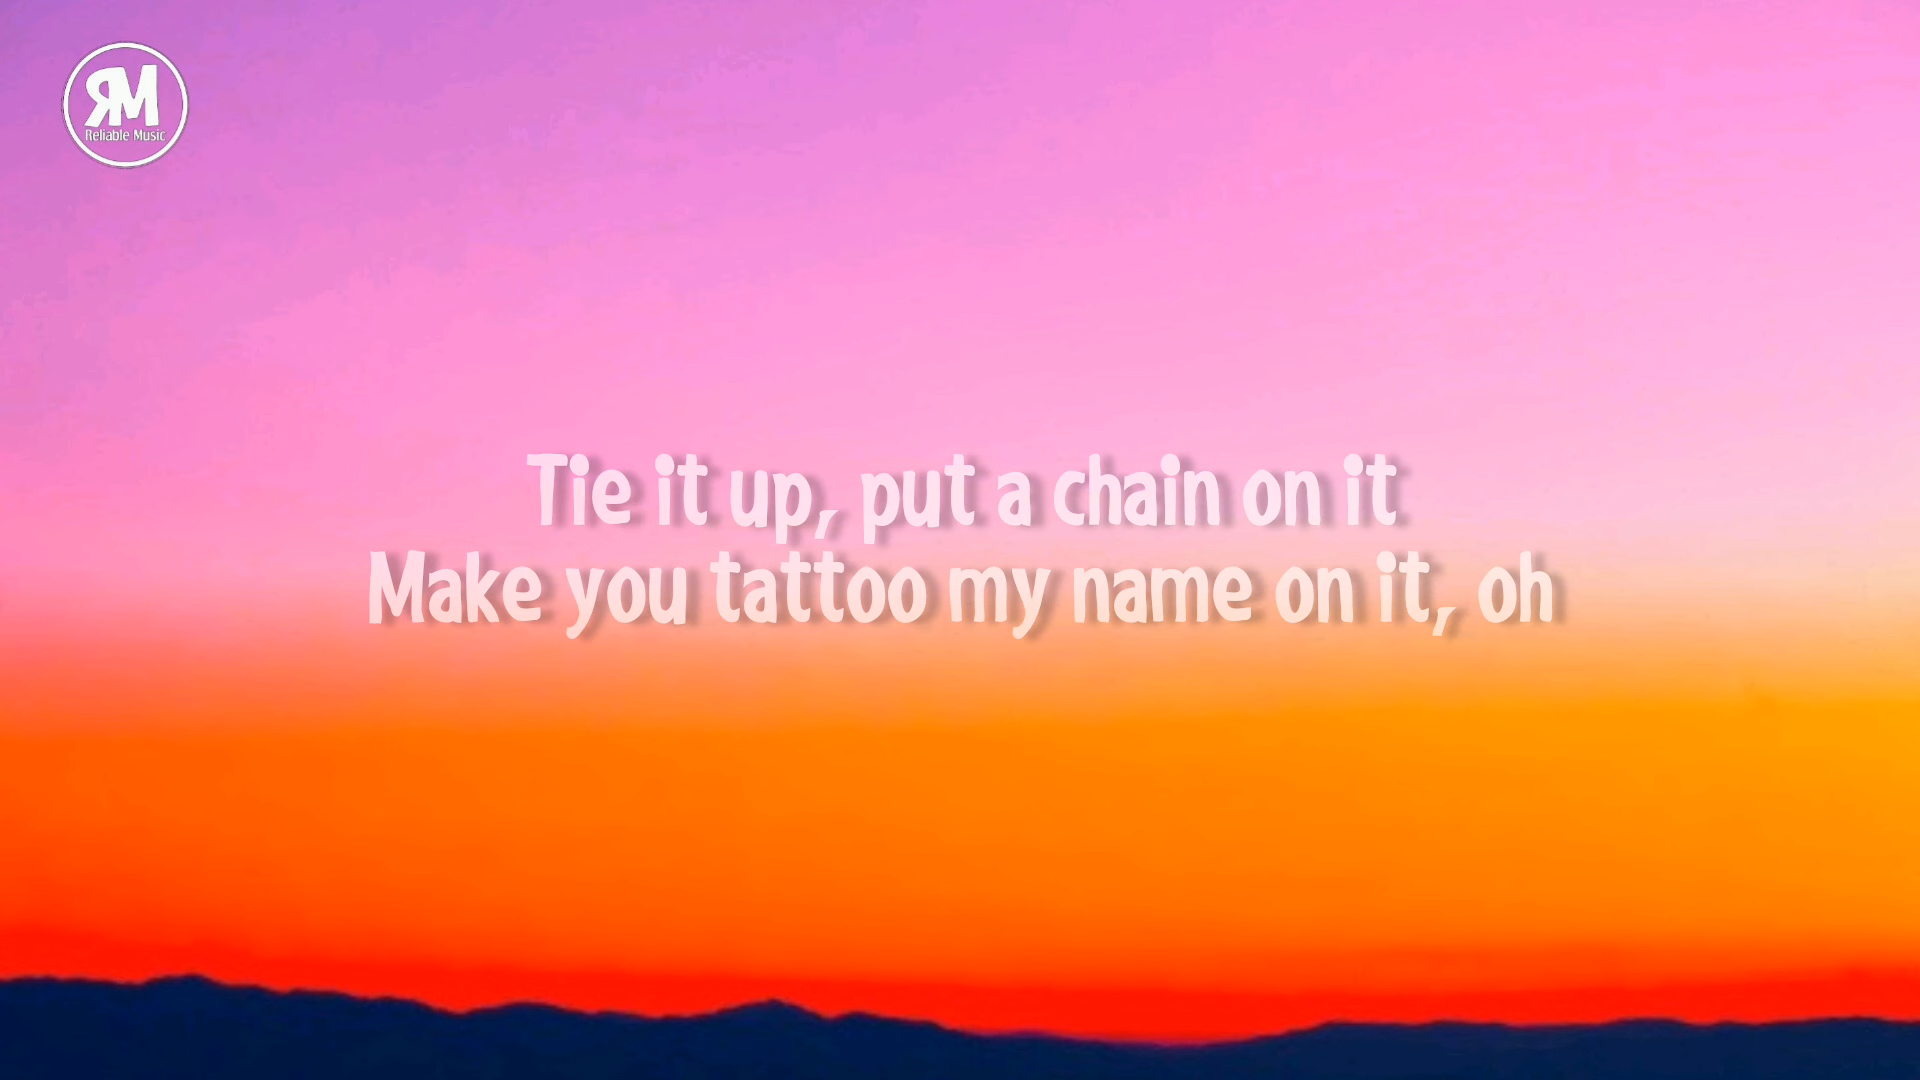 RM
Reliable Music
Tie it up, put a chain on it
Make you tattoo my name on it, oh